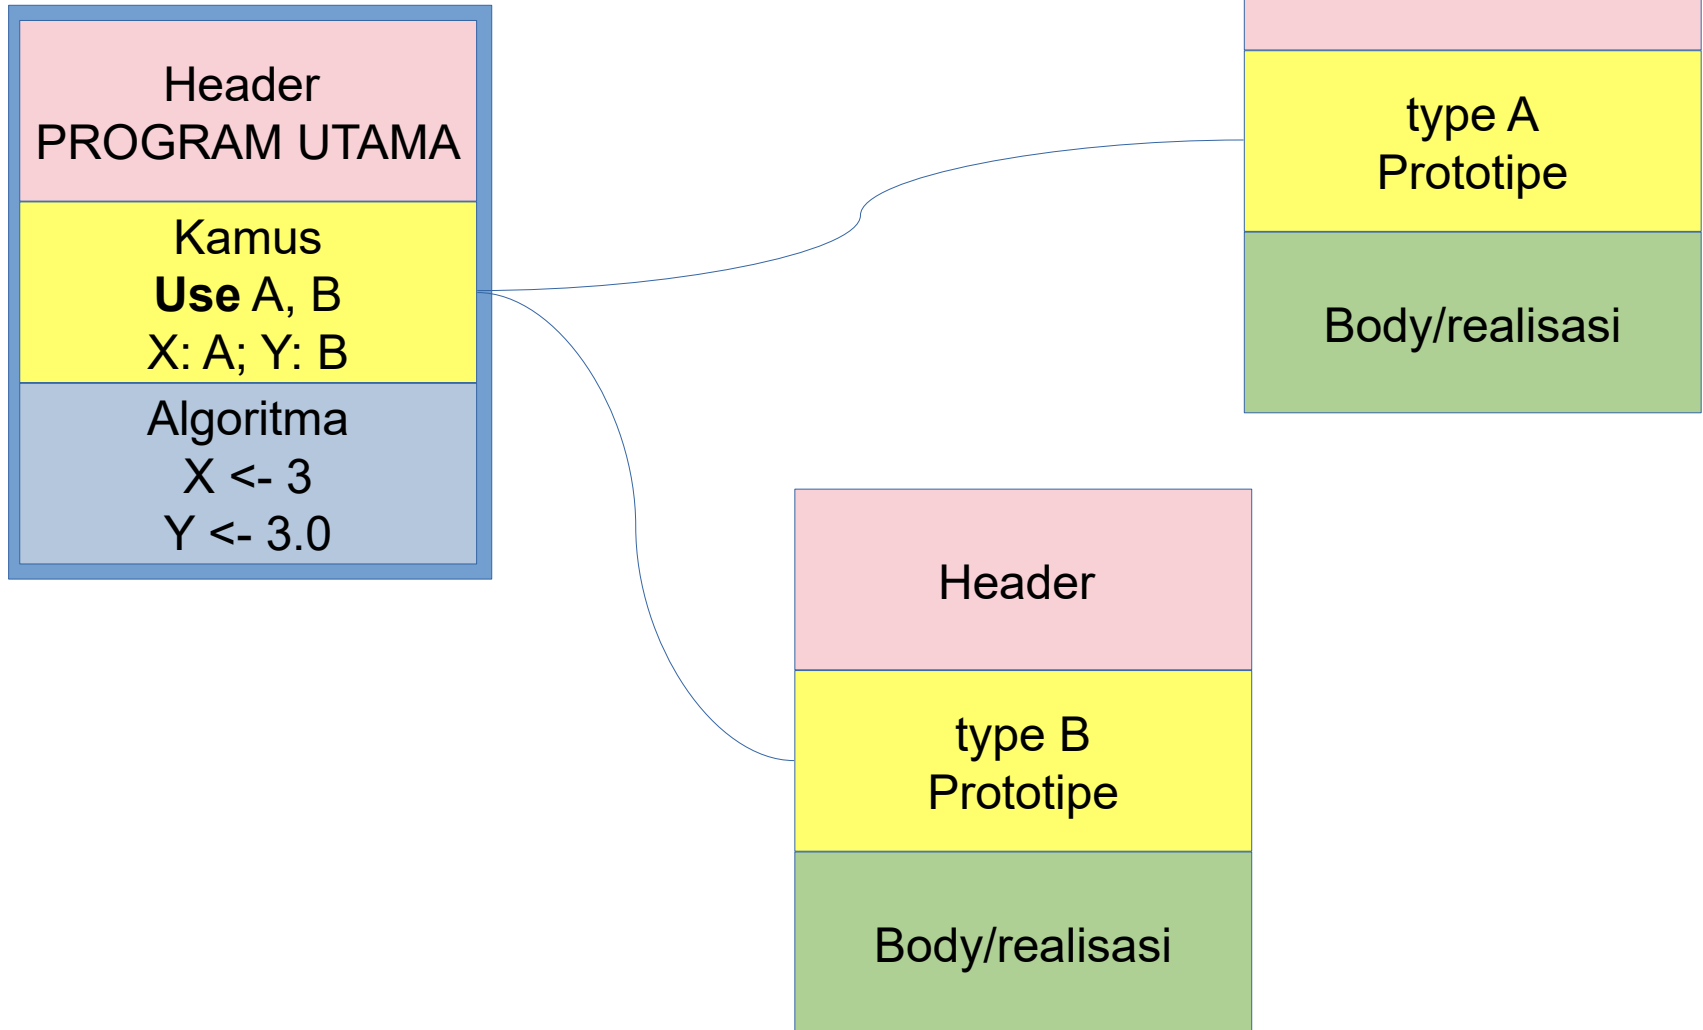 Header
PROGRAM UTAMA
Kamus
Use A, B
X: A; Y: B
Algoritma
X <- 3
Y <- 3.0
type A
Prototipe
Body/realisasi
Header
type B
Prototipe
Body/realisasi